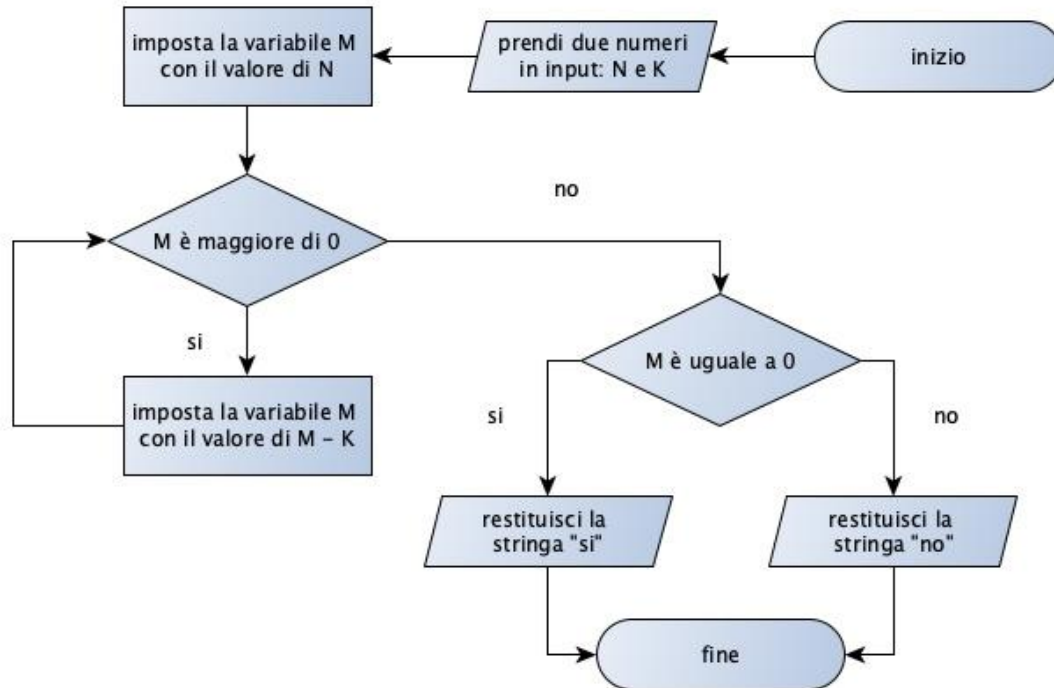 inizio
prendi due numeri
in input: N e K
imposta la variabile M
con il valore di N
M è maggiore di 0
no
si
imposta la variabile M
con il valore di M - K
M è uguale a 0
si
no
restituisci la
stringa "si"
restituisci la
stringa "no"
fine